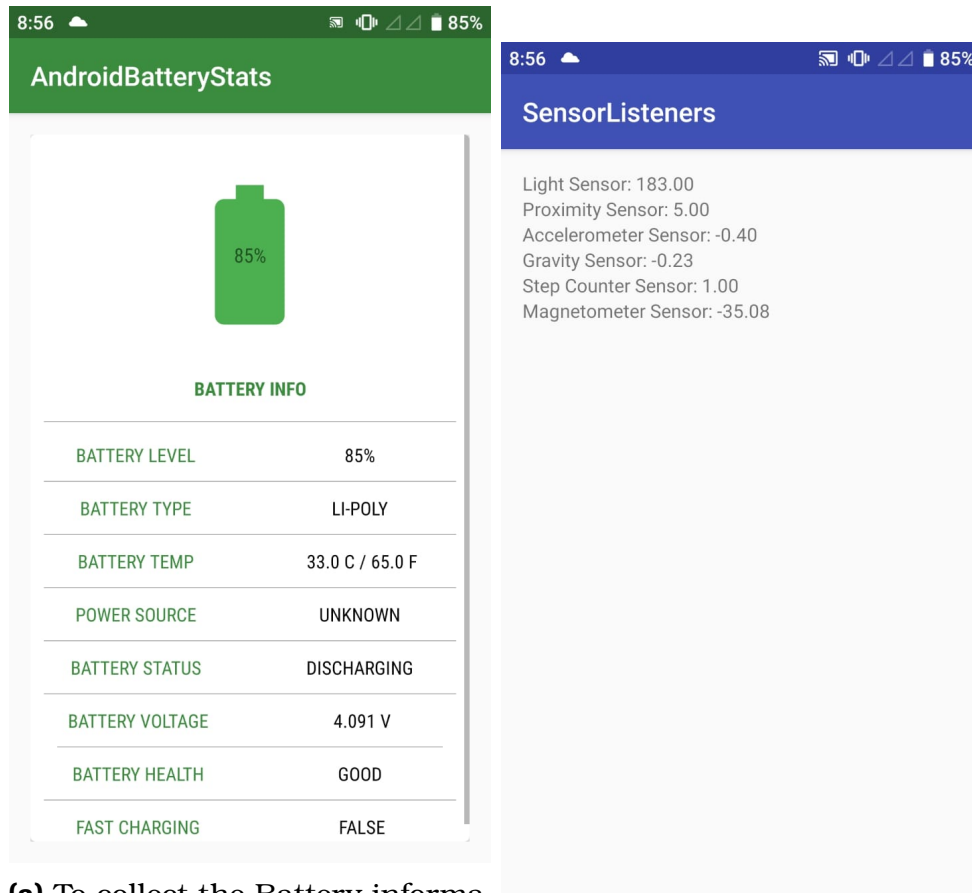 8:56 85%
AndroidBatteryStats
85%
BATTERY INFO
BATTERY LEVEL 85%
BATTERY TYPE LI-POLY
BATTERY TEMP 33.0 C / 65.0 F
POWER SOURCE UNKNOWN
BATTERY STATUS DISCHARGING
BATTERY VOLTAGE 4.091 V
BATTERY HEALTH GOOD
FAST CHARGING FALSE
(a) To collect the Battery informa
8:56 85%
SensorListeners
Light Sensor: 183.00
Proximity Sensor: 5.00
Accelerometer Sensor: -0.40
Gravity Sensor: -0.23
Step Counter Sensor: 1.00
Magnetometer Sensor: -35.08